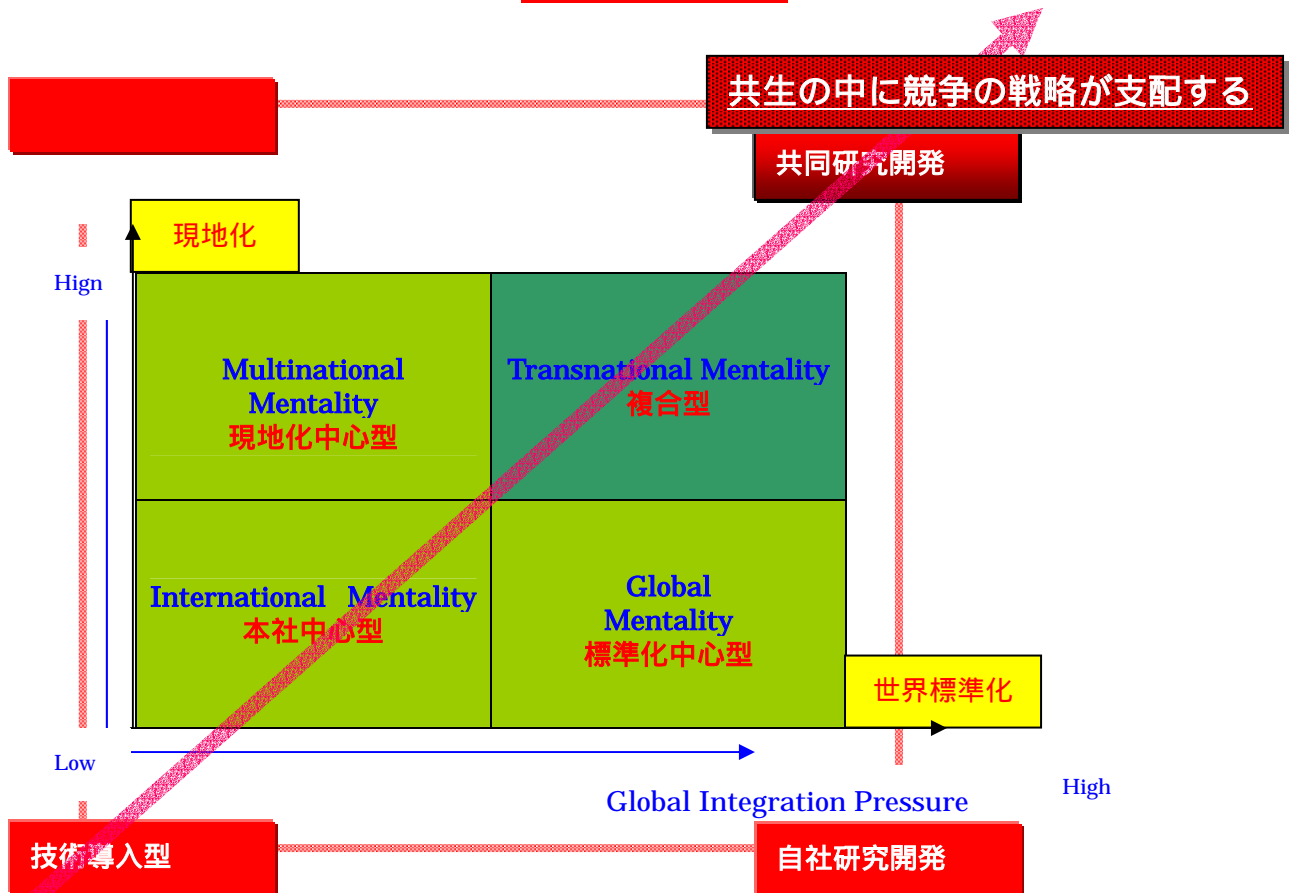 共生の中に競争の戦略が支配する
共同研究開発
現地化
Hign
Multinational
Mentality
現地化中心型
Transnational Mentality
複合型
International Mentality
本社中心型
Global
Mentality
標準化中心型
世界標準化
Low
Global Integration Pressure
High
技術導入型
自社研究開発